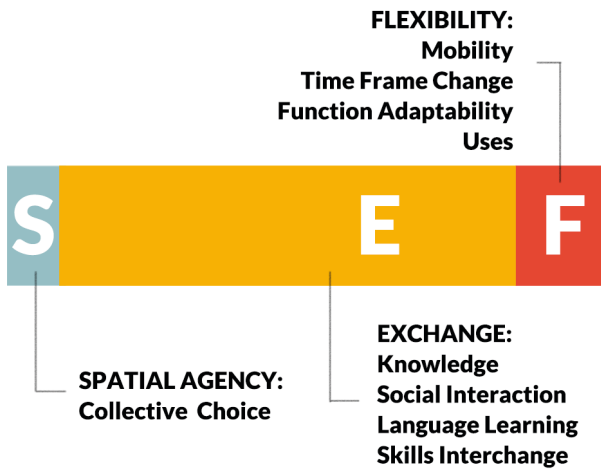 FLEXIBILITY:
Mobility
Time Frame Change
Function Adaptability
Uses
S
E
F
SPATIAL AGENCY:
Collective Choice
EXCHANGE:
Knowledge
Social Interaction
Language Learning
Skills Interchange